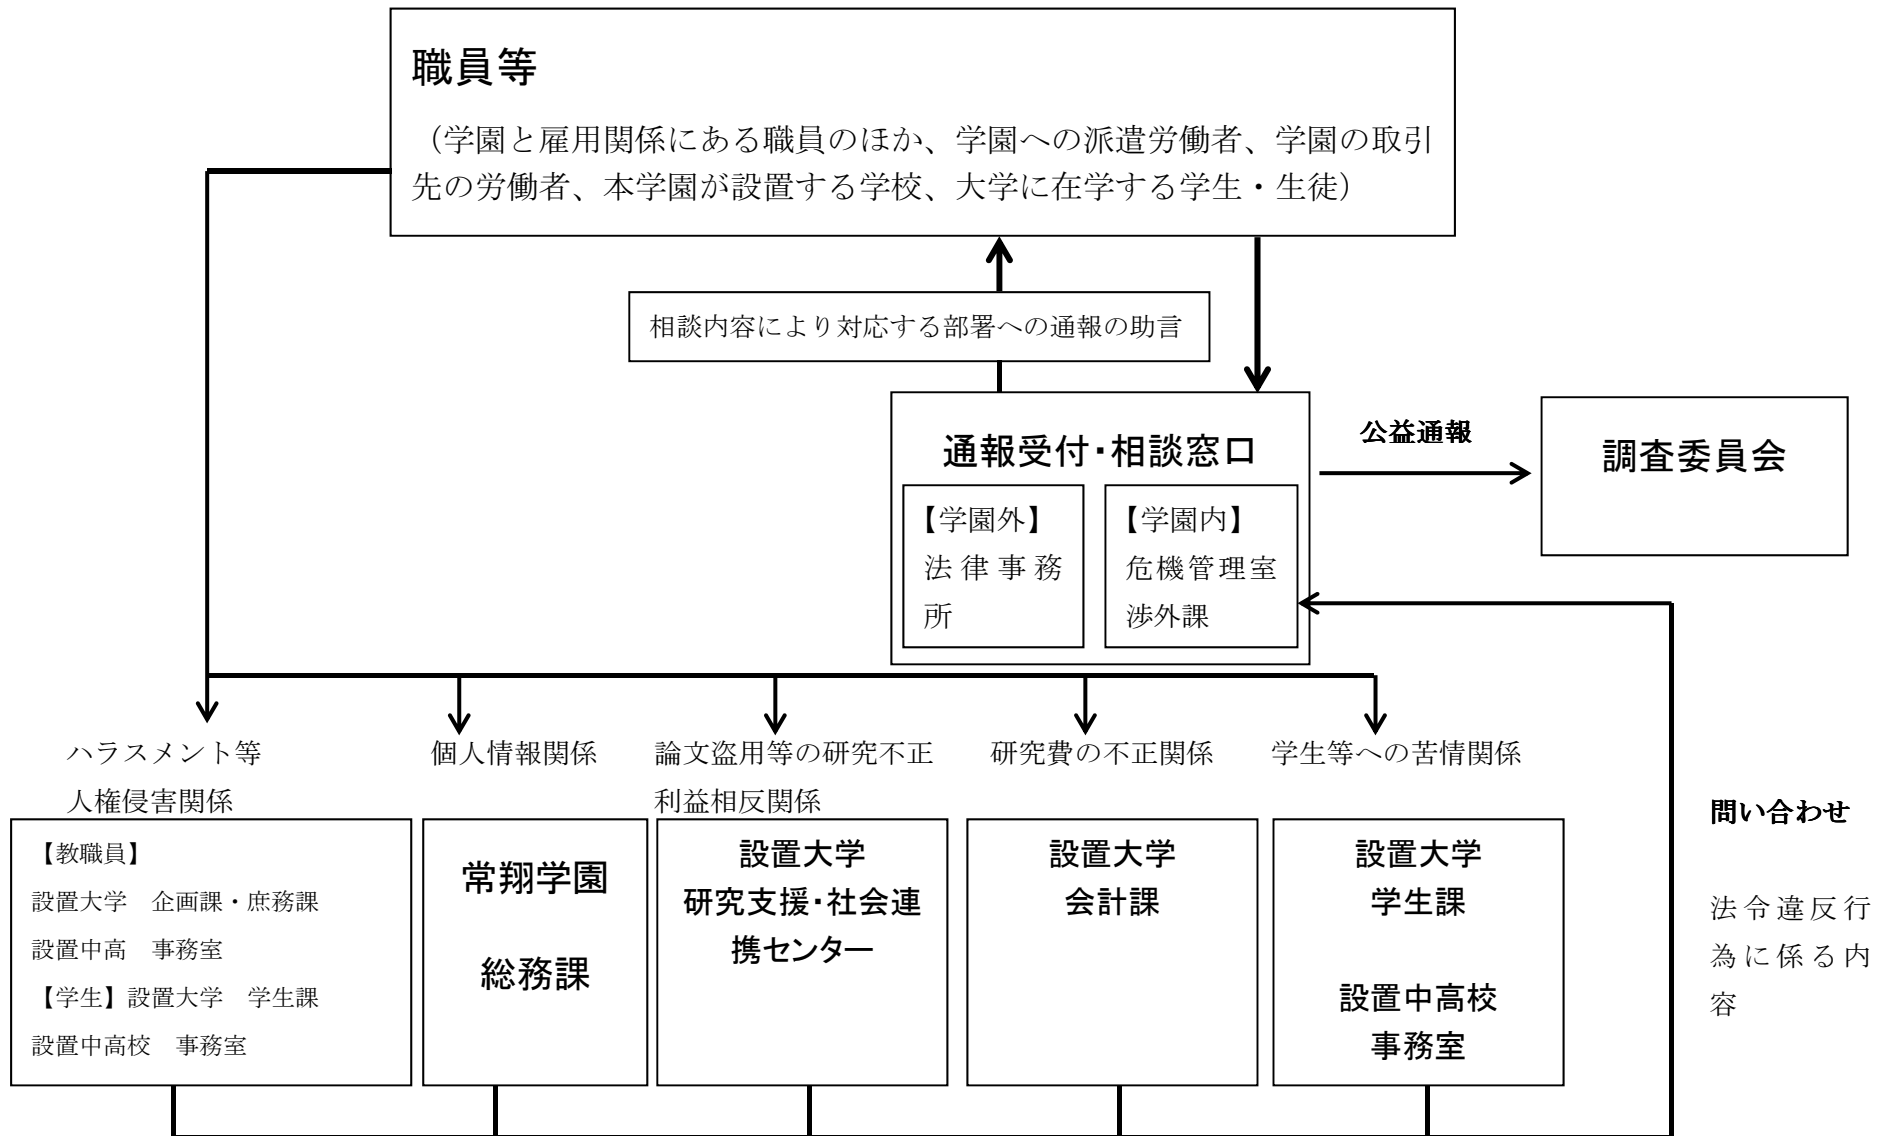 職員等
（学園と雇用関係にある職員のほか、学園への派遣労働者、学園の取引
先の労働者、本学園が設置する学校、大学に在学する学生・生徒）
相談内容により対応する部署への通報の助言
通報受付・相談窓口
【学園外】
法律事務
所
【学園内】
危機管理室
渉外課
公益通報
調査委員会
ハラスメント等
人権侵害関係
個人情報関係
論文盗用等の研究不正
利益相反関係
研究費の不正関係
学生等への苦情関係
【教職員】
設置大学　企画課・庶務課
設置中高　事務室
【学生】設置大学　学生課
設置中高校　事務室
常翔学園
総務課
設置大学
研究支援・社会連
携センター
設置大学
会計課
設置大学
学生課
設置中高校
事務室
問い合わせ
法令違反行
為に係る内
容